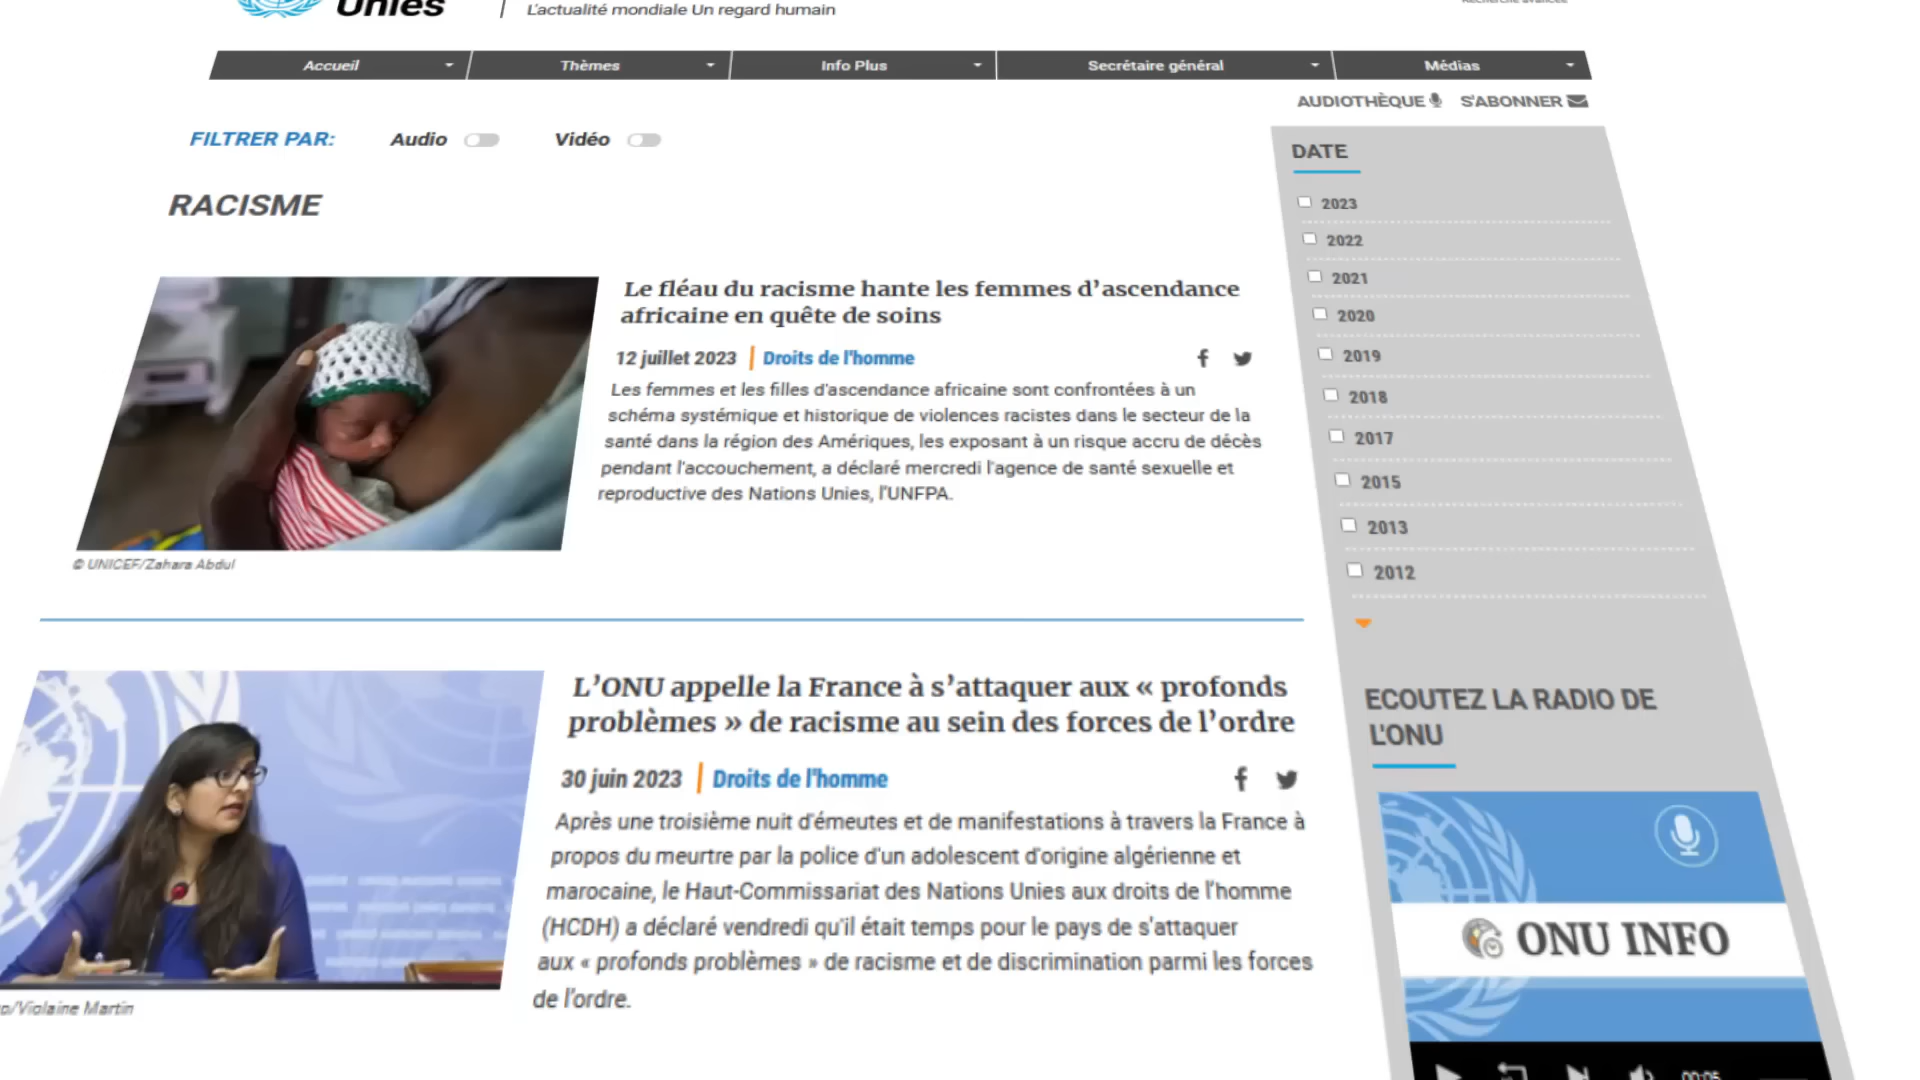 Unies
L'actualité mondiale Un regard humain
Recherche avancée
Accueil
Thèmes
Info Plus
Secrétaire général
Médias
AUDIOTHÈQUE
S'ABONNER
FILTRER PAR:
Audio
Vidéo
RACISME
Le fléau du racisme hante les femmes d’ascendance
africaine en quête de soins
12 juillet 2023
Droits de l'homme
Les femmes et les filles d'ascendance africaine sont confrontées à un
schéma systémique et historique de violences racistes dans le secteur de la
santé dans la région des Amériques, les exposant à un risque accru de décès
pendant l'accouchement, a déclaré mercredi l'agence de santé sexuelle et
reproductive des Nations Unies, l'UNFPA.
© UNICEF/Zahara Abdul
L’ONU appelle la France à s’attaquer aux « profonds
problèmes » de racisme au sein des forces de l’ordre
30 juin 2023
Droits de l'homme
Après une troisième nuit d'émeutes et de manifestations à travers la France à
propos du meurtre par la police d'un adolescent d'origine algérienne et
marocaine, le Haut-Commissariat des Nations Unies aux droits de l'homme
(HCDH) a déclaré vendredi qu'il était temps pour le pays de s'attaquer
aux « profonds problèmes » de racisme et de discrimination parmi les forces
de l'ordre.
/Violaine Martin
DATE
2023
2022
2021
2020
2019
2018
2017
2015
2013
2012
ECOUTEZ LA RADIO DE
L'ONU
ONU INFO
00:05